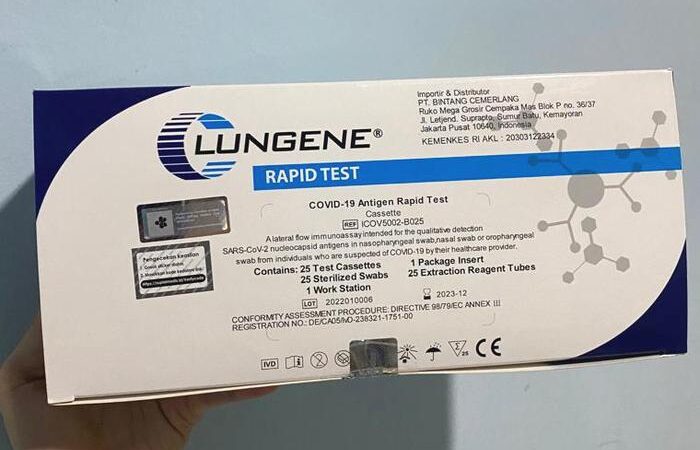 Importir & Distributor
PT. BINTANG CEMERLANG
Ruko Mega Grosir Cempaka Mas Blok P no. 36/37
Jl. Letjend. Suprapto, Sumur Batu, Kemayoran
Jakarta Pusat 10640, Indonesia
KEMENKES RI AKL : 20303122334
CLUNGENE®
RAPID TEST
COVID-19 Antigen Rapid Test
Cassette
REF ICOV5002-B025
A lateral flow immunoassay intended for the qualitative detection
SARS-CoV-2 nucleocapsid antigens in nasopharyngeal swab, nasal swab or oropharyngeal
swab from individuals who are suspected of COVID-19 by their healthcare provider.
Contains: 25 Test Cassettes 1 Package Insert
25 Sterilized Swabs 25 Extraction Reagent Tubes
1 Work Station
LOT 2022010006 2023-12
CONFORMITY ASSESSMENT PROCEDURE: DIRECTIVE 98/79/EC ANNEX III
REGISTRATION NO.: DE/CA05/IvD-238321-1751-00
Pengecekan keaslian
IVD 25 CE